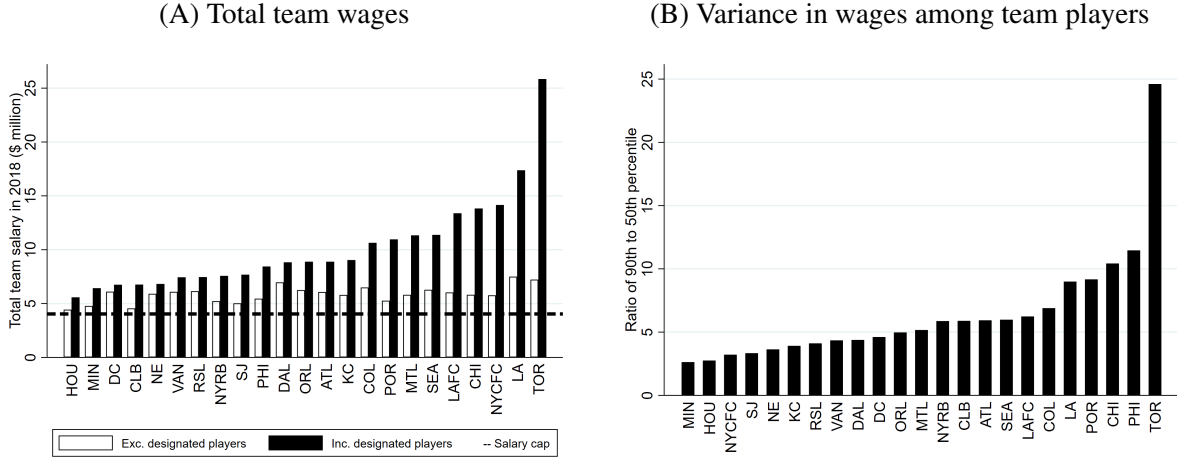 (A) Total team wages
Total team salary in 2018 ($ million)
25
20
15
10
5
0
HOU MIN DC CLB NE VAN RSL NYRB SJ PHI DAL ORL ATL KC COL POR MTL SEA LAFC CHI NYCFC LA TOR
Exc. designated players Inc. designated players -- Salary cap
(B) Variance in wages among team players
Ratio of 90th to 50th percentile
25
20
15
10
5
0
MIN HOU NYCFC SJ NE KC RSL VAN DAL DC ORL MTL NYRB CLB ATL SEA LAFC COL LA POR CHI PHI TOR